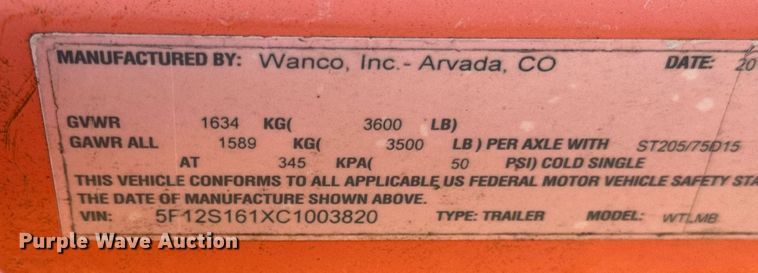 MANUFACTURED BY: Wanco, Inc.- Arvada, CO DATE: 20
GVWR 1634 KG( 3600 LB)
GAWR ALL 1589 KG( 3500 LB ) PER AXLE WITH ST205/75D15
AT 345 KPA( 50 PSI) COLD SINGLE
THIS VEHICLE CONFORMS TO ALL APPLICABLE US FEDERAL MOTOR VEHICLE SAFETY STA
THE DATE OF MANUFACTURE SHOWN ABOVE.
VIN: 5F12S161XC1003820 TYPE: TRAILER MODEL: WTLMB
Purple Wave Auction